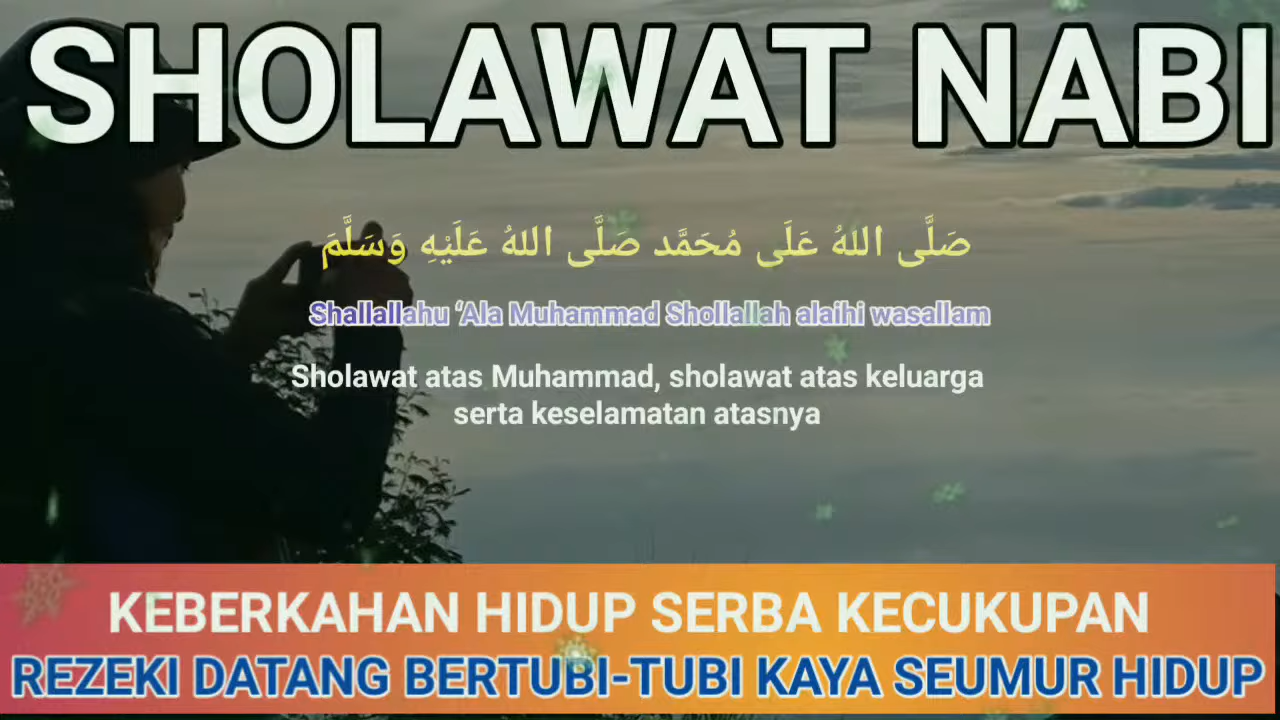 SHOLAWAT NABI
صَلَّى اللهُ عَلَى مُحَمَّد صَلَّى اللهُ عَلَيْهِ وَسَلَّمَ
Shallallahu ‘Ala Muhammad Shollallah alaihi wasallam
Sholawat atas Muhammad, sholawat atas keluarga
serta keselamatan atasnya
KEBERKAHAN HIDUP SERBA KECUKUPAN
REZEKI DATANG BERTUBI-TUBI KAYA SEUMUR HIDUP